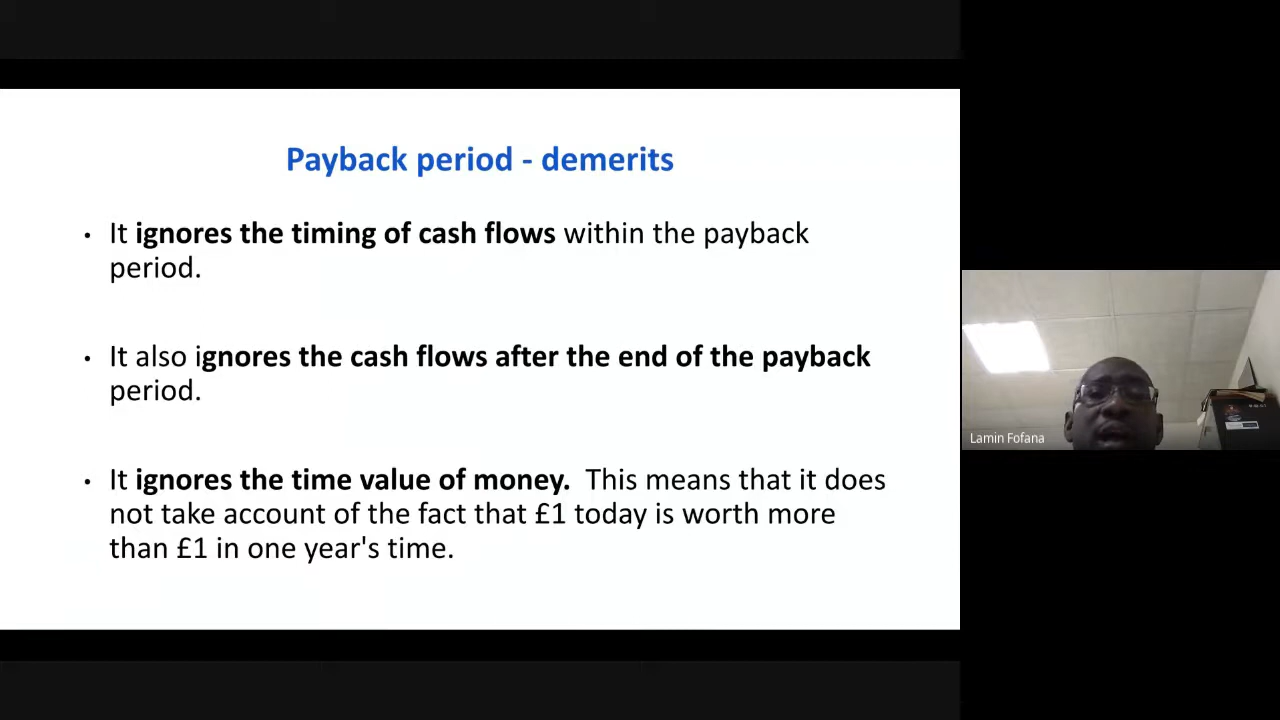 Payback period - demerits
• It ignores the timing of cash flows within the payback
period.
• It also ignores the cash flows after the end of the payback
period.
• It ignores the time value of money. This means that it does
not take account of the fact that £1 today is worth more
than £1 in one year's time.
Lamin Fofana